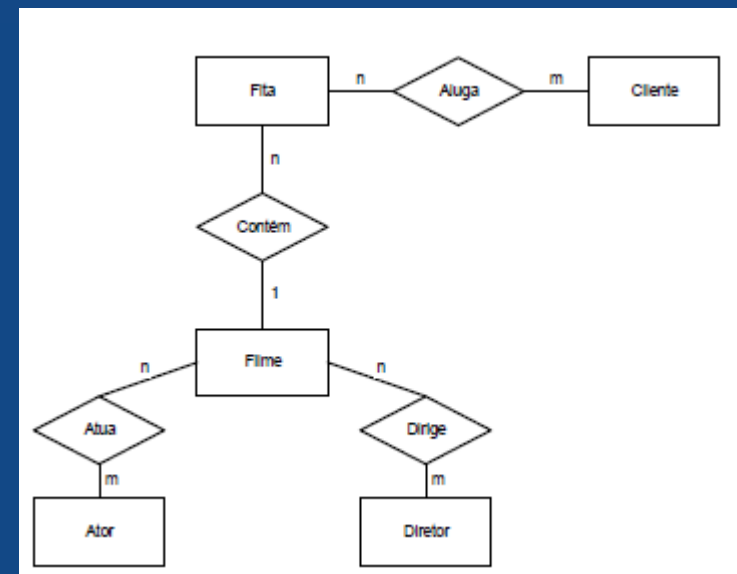 Fita n Aluga m Cliente
n
Contém
1
Filme
n n
Atua Dirige
m m
Ator Diretor